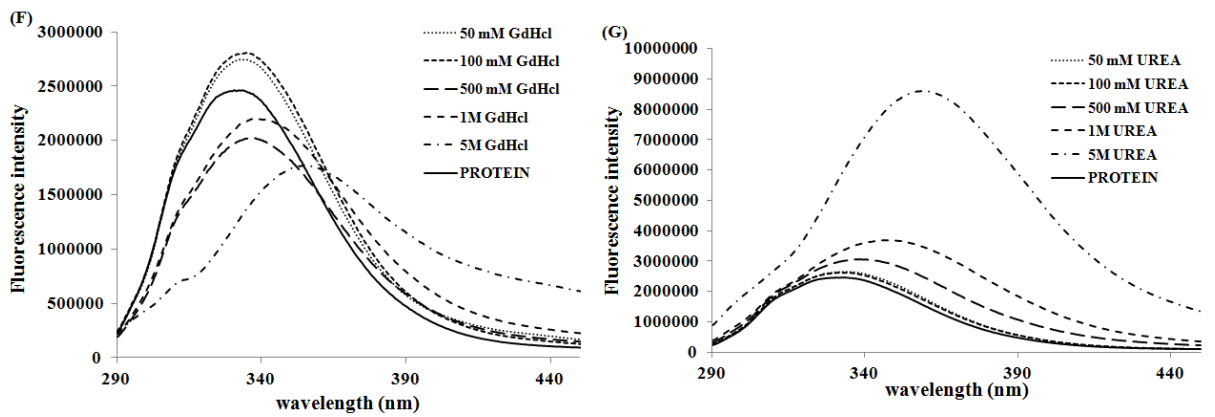 (F)
3000000
2500000
2000000
1500000
1000000
500000
0
290
340
390
440
Fluorescence intensity
wavelength (nm)
50 mM GdHcl
100 mM GdHcl
500 mM GdHcl
1M GdHcl
5M GdHcl
PROTEIN
(G)
10000000
9000000
8000000
7000000
6000000
5000000
4000000
3000000
2000000
1000000
0
290
340
390
440
Fluorescence intensity
wavelength (nm)
50 mM UREA
100 mM UREA
500 mM UREA
1M UREA
5M UREA
PROTEIN